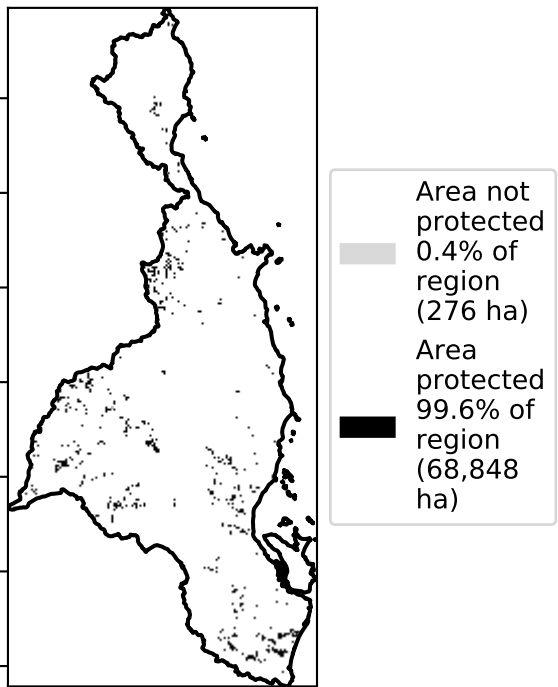 Area not
protected
0.4% of
region
(276 ha)
Area
protected
99.6% of
region
(68,848
ha)